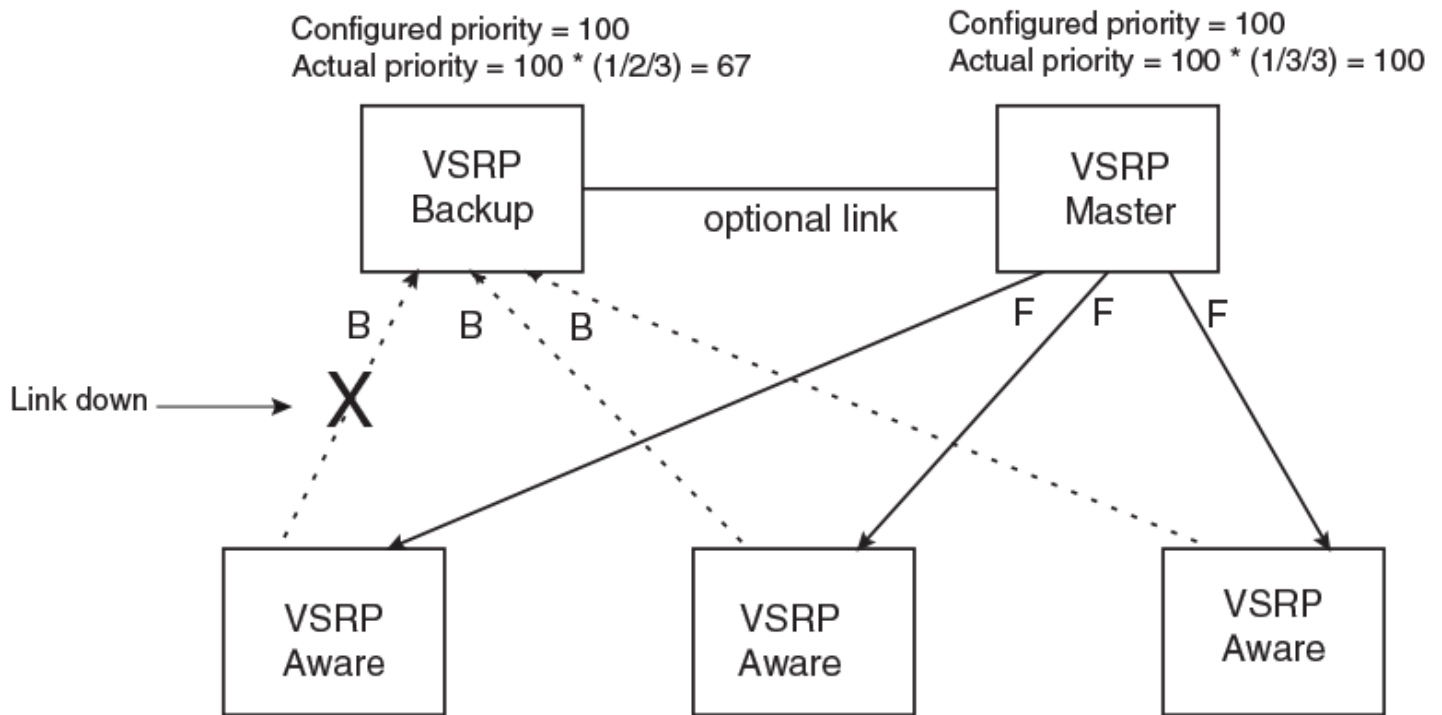 Configured priority = 100
Actual priority = 100 * (1/2/3) = 67
Configured priority = 100
Actual priority = 100 * (1/3/3) = 100
VSRP
Backup
optional link
VSRP
Master
B
B
B
F
F
F
Link down
X
VSRP
Aware
VSRP
Aware
VSRP
Aware